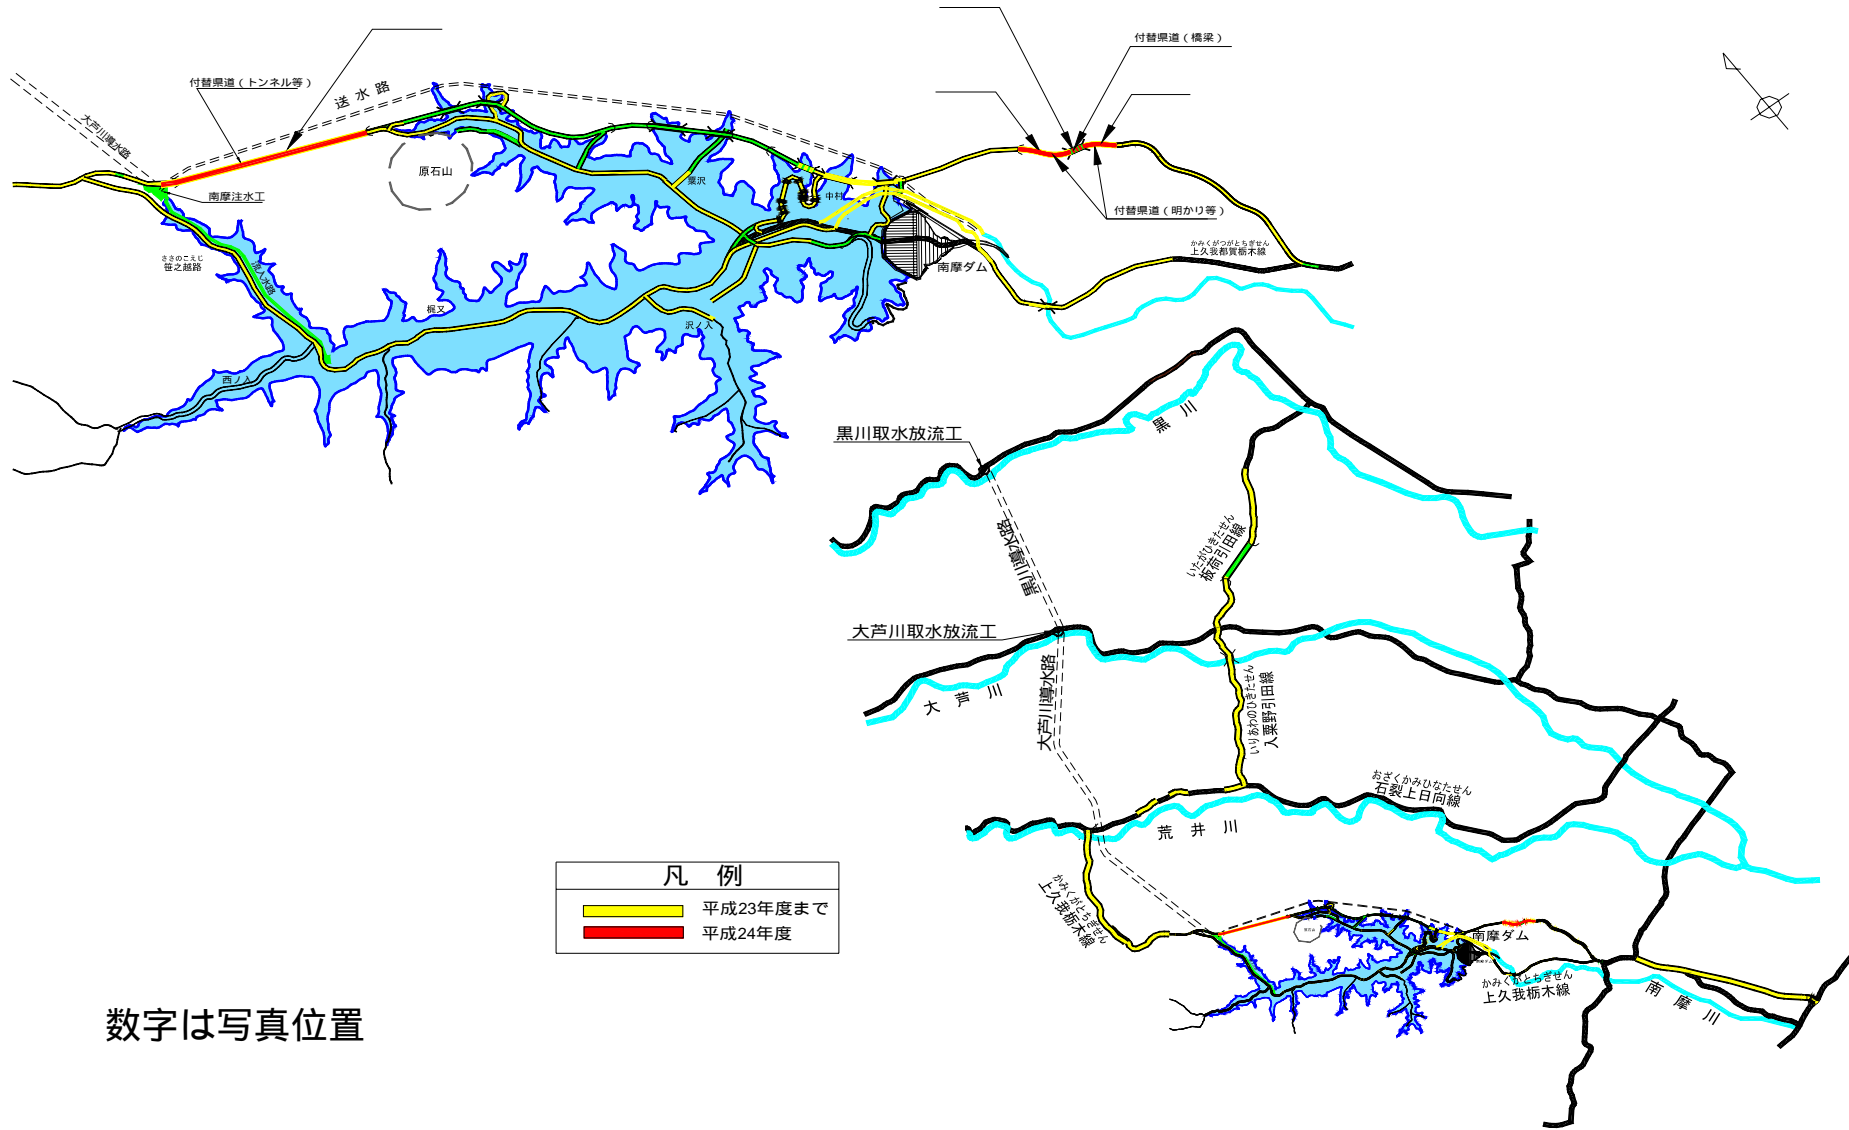 付替県道（橋梁）
付替県道（トンネル等）
送水路
大芦川導水路
原石山
南摩注水工
粟沢
中村
付替県道（明かり等）
かみくがつがとちぎせん
上久我都賀栃木線
ささのこえじ
笹之越路
流入水路
南摩ダム
梶又
沢ノ入
西ノ入
黒川
黒川取水放流工
黒川導水路
いたがひきたせん
板荷引田線
大芦川取水放流工
大芦川
大芦川導水路
いりあわのひきたせん
入粟野引田線
おざくかみひなたせん
石裂上日向線
荒井川
かみくがとちぎせん
上久我栃木線
凡例
平成23年度まで
平成24年度
南摩ダム
かみくがとちぎせん
上久我栃木線
南摩川
数字は写真位置